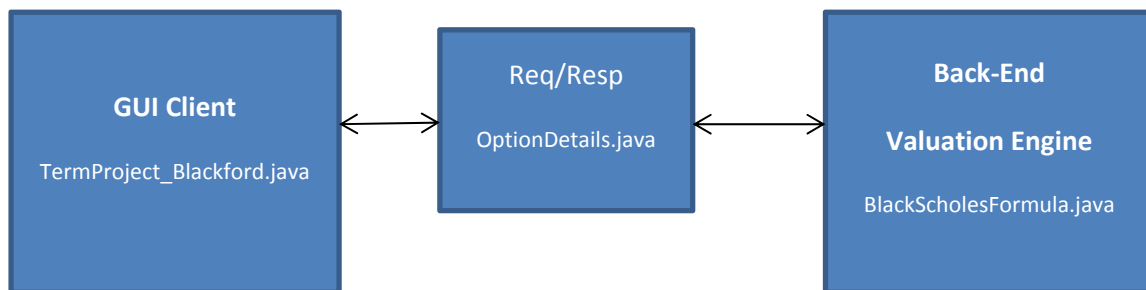 GUI Client
TermProject_Blackford.java
Req/Resp
OptionDetails.java
Back-End
Valuation Engine
BlackScholesFormula.java